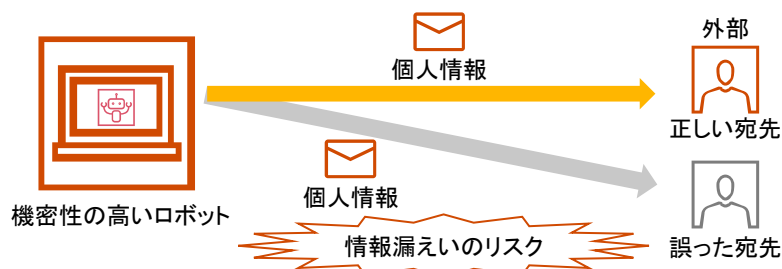 外部
個人情報
正しい宛先
個人情報
機密性の高いロボット
情報漏えいのリスク
誤った宛先